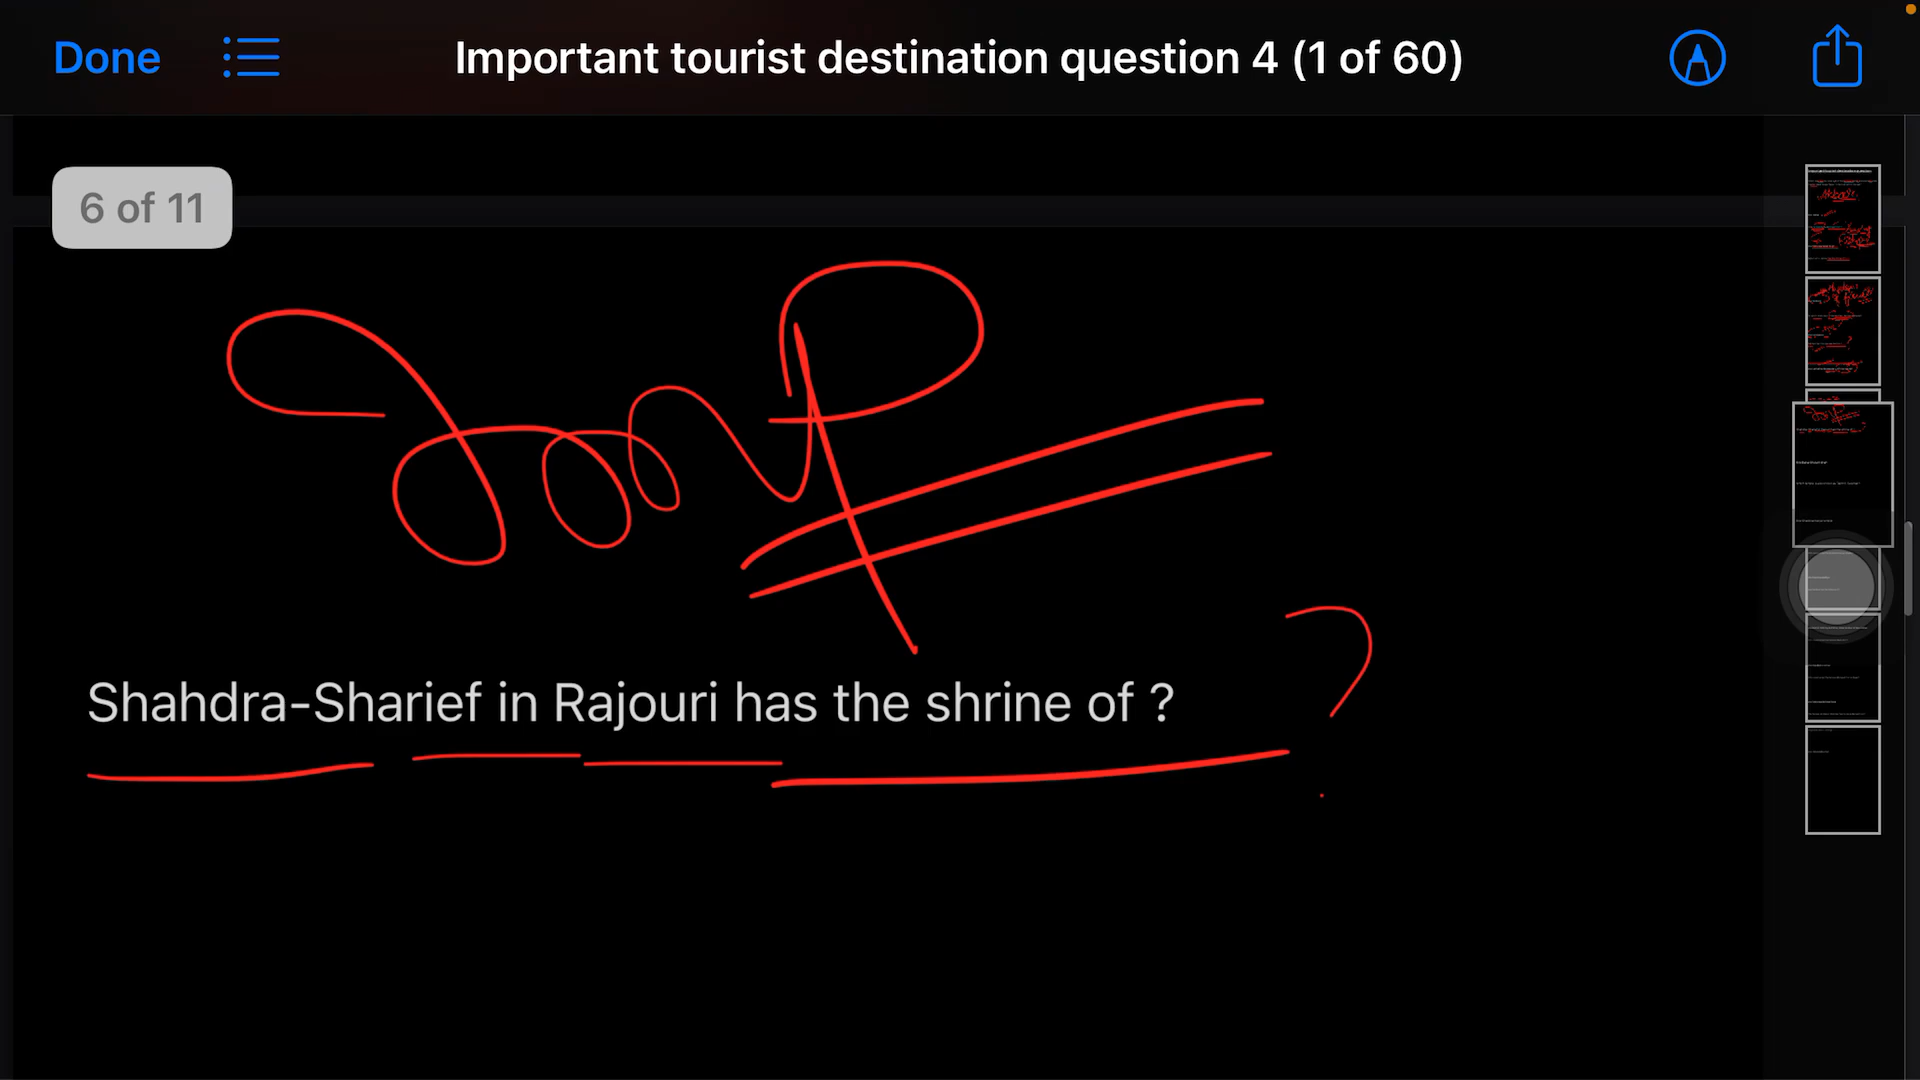 Done
Important tourist destination question 4 (1 of 60)
6 of 11
Imp
Shahdra-Sharief in Rajouri has the shrine of ?
?